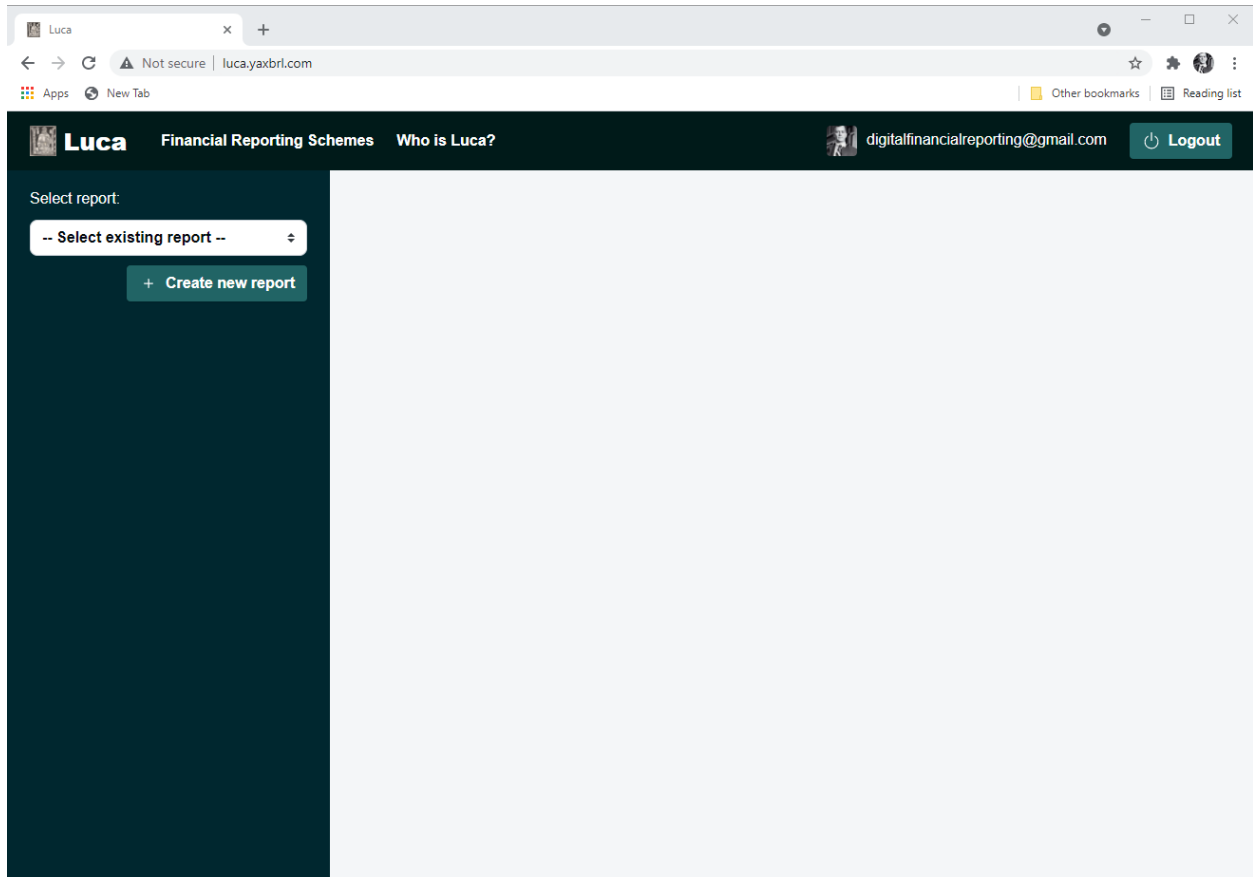 Luca
Not secure | luca.yaxbrl.com
Apps New Tab Other bookmarks Reading list
Luca Financial Reporting Schemes Who is Luca? digitalfinancialreporting@gmail.com Logout
Select report:
-- Select existing report --
+ Create new report